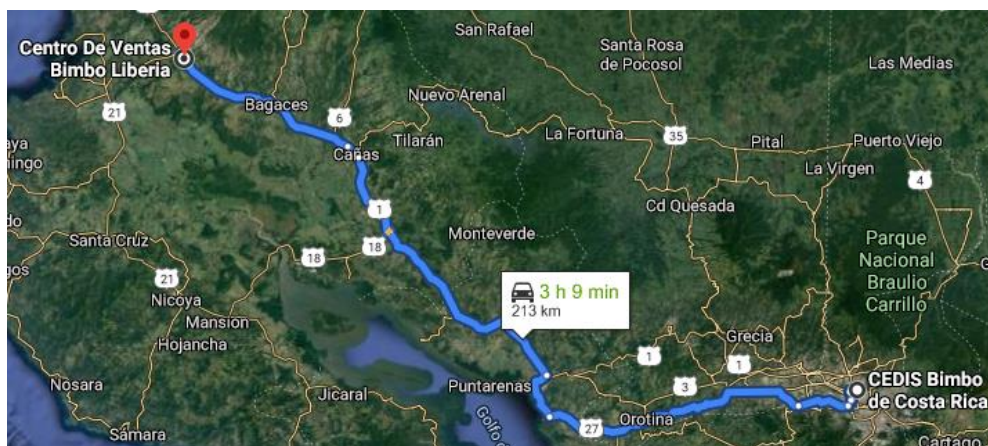 San Rafael
Santa Rosa
de Pocosol
Las Medias
Centro De Ventas
Bimbo Liberia
21
Bagaces
6
Nuevo Arenal
Tilarán
La Fortuna
35
Pital
Puerto Viejo
La Virgen
4
Cañas
1
Cd Quesada
Santa Cruz
18
18
Monteverde
Parque
Nacional
Braulio
Carrillo
21
Nicoya
Mansion
Hojancha
3 h 9 min
213 km
Grecia
1
1
3
Nosara
Jicaral
Puntarenas
CEDIS Bimbo
de Costa Rica
27
Orotina
Sámara
Golfo
Cartago